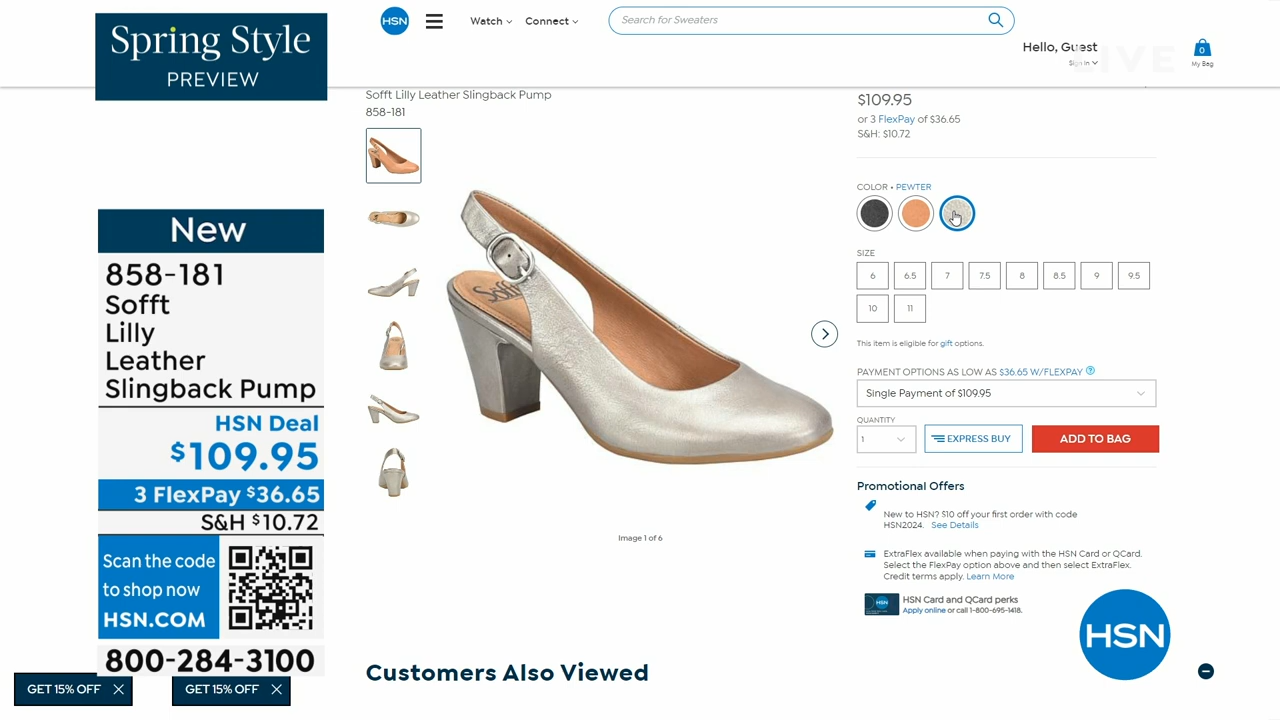 Spring Style
PREVIEW
HSN
Watch
Connect
Search for Sweaters
Hello, Guest
Sign In
LIVE
0
My Bag
New
858-181
Sofft
Lilly
Leather
Slingback Pump
HSN Deal
$109.95
3 FlexPay $36.65
S&H $10.72
Scan the code
to shop now
HSN.COM
800-284-3100
GET 15% OFF
GET 15% OFF
Sofft Lilly Leather Slingback Pump
858-181
Sofft
Image 1 of 6
$109.95
or 3 FlexPay of $36.65
S&H: $10.72
COLOR • PEWTER
SIZE
6 6.5 7 7.5 8 8.5 9 9.5
10 11
This item is eligible for gift options.
PAYMENT OPTIONS AS LOW AS $36.65 W/FLEXPAY
Single Payment of $109.95
QUANTITY
1
EXPRESS BUY
ADD TO BAG
Promotional Offers
New to HSN? $10 off your first order with code
HSN2024. See Details
ExtraFlex available when paying with the HSN Card or QCard.
Select the FlexPay option above and then select ExtraFlex.
Credit terms apply. Learn More
HSN
HSN Card and QCard perks
Apply online or call 1-800-695-1418.
HSN
Customers Also Viewed